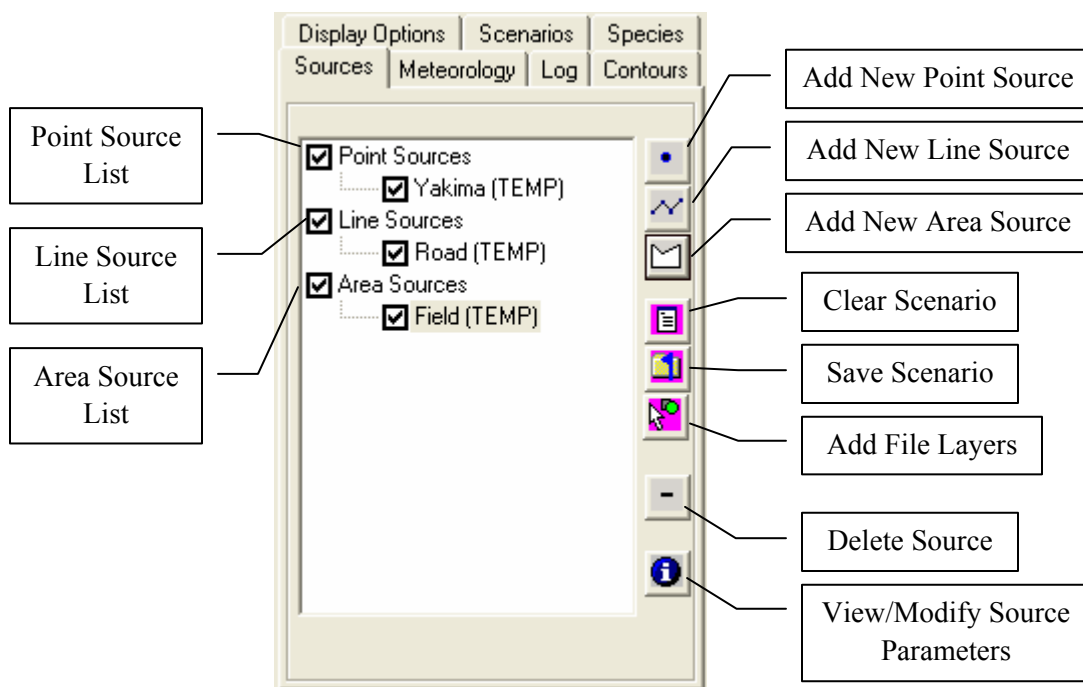 Display Options Scenarios Species
Sources Meteorology Log Contours
Point Source
List
Line Source
List
Area Source
List
Point Sources
Yakima (TEMP)
Line Sources
Road (TEMP)
Area Sources
Field (TEMP)
Add New Point Source
Add New Line Source
Add New Area Source
Clear Scenario
Save Scenario
Add File Layers
Delete Source
View/Modify Source
Parameters